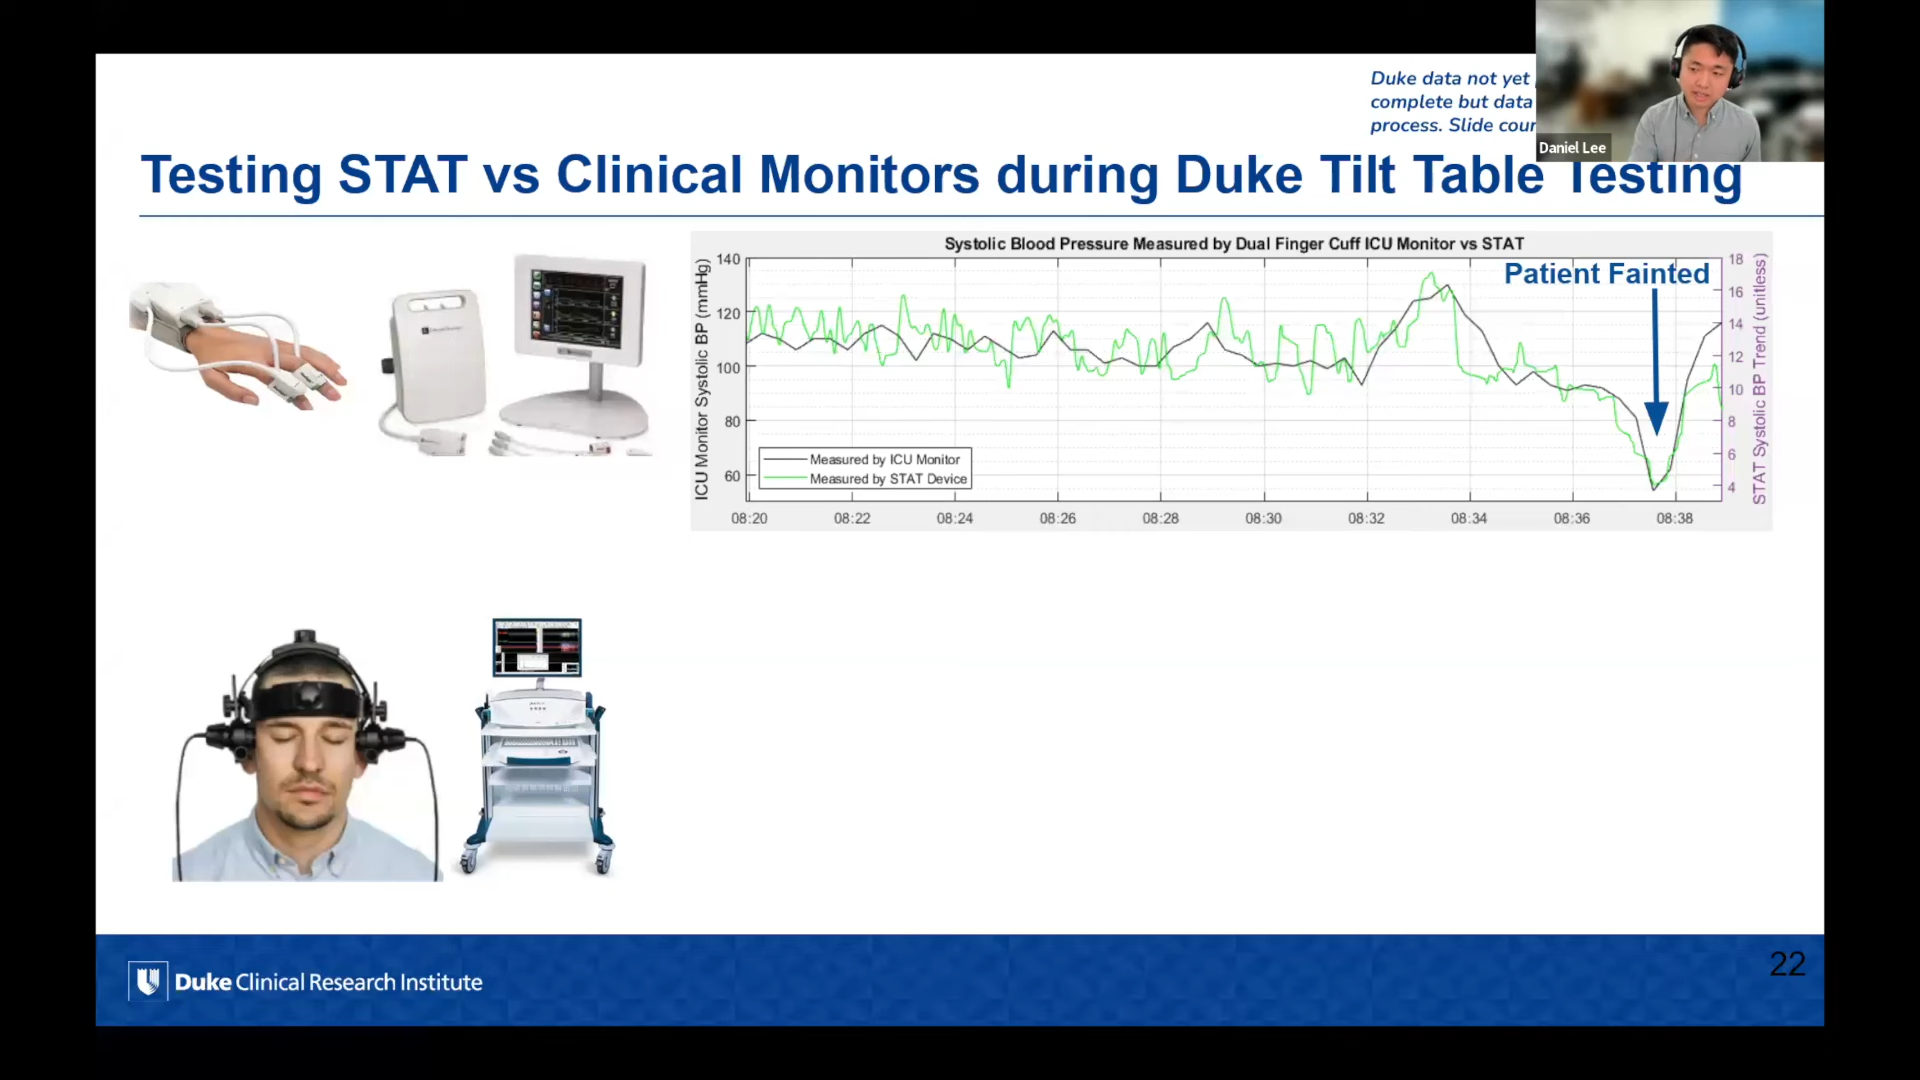 Duke data not yet
complete but data
process. Slide cour
Daniel Lee
Testing STAT vs Clinical Monitors during Duke Tilt Table Testing
Systolic Blood Pressure Measured by Dual Finger Cuff ICU Monitor vs STAT
ICU Monitor Systolic BP (mmHg)
140
120
100
80
60
Patient Fainted
Measured by ICU Monitor
Measured by STAT Device
18
16
14
12
10
8
6
4
STAT Systolic BP Trend (unitless)
08:20 08:22 08:24 08:26 08:28 08:30 08:32 08:34 08:36 08:38
Duke Clinical Research Institute
22